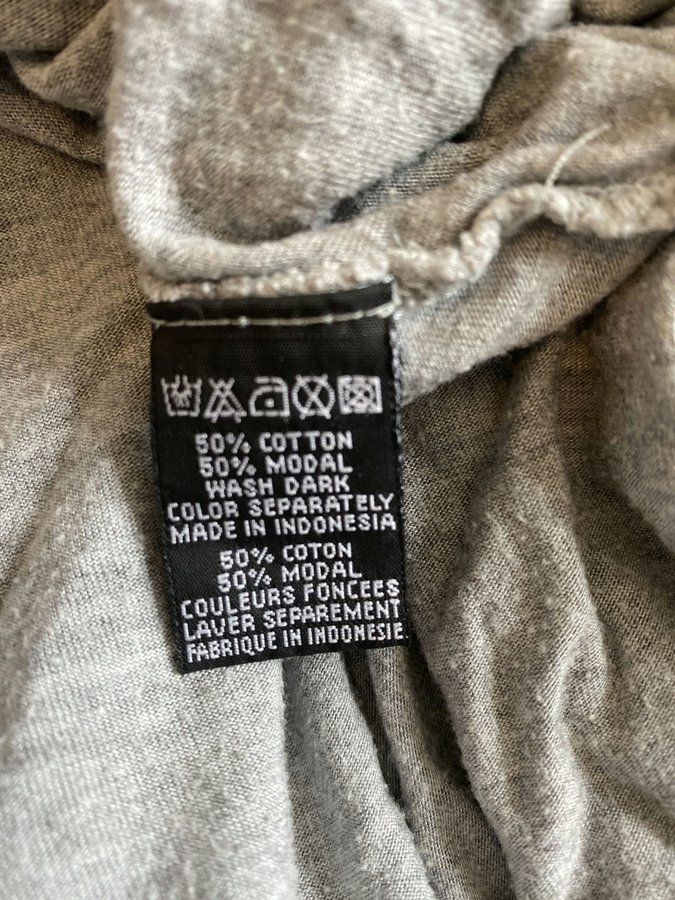 50% COTTON
50% MODAL
WASH DARK
COLOR SEPARATELY
MADE IN INDONESIA
50% COTON
50% MODAL
COULEURS FONCEES
LAVER SEPAREMENT
FABRIQUE IN INDONESIE